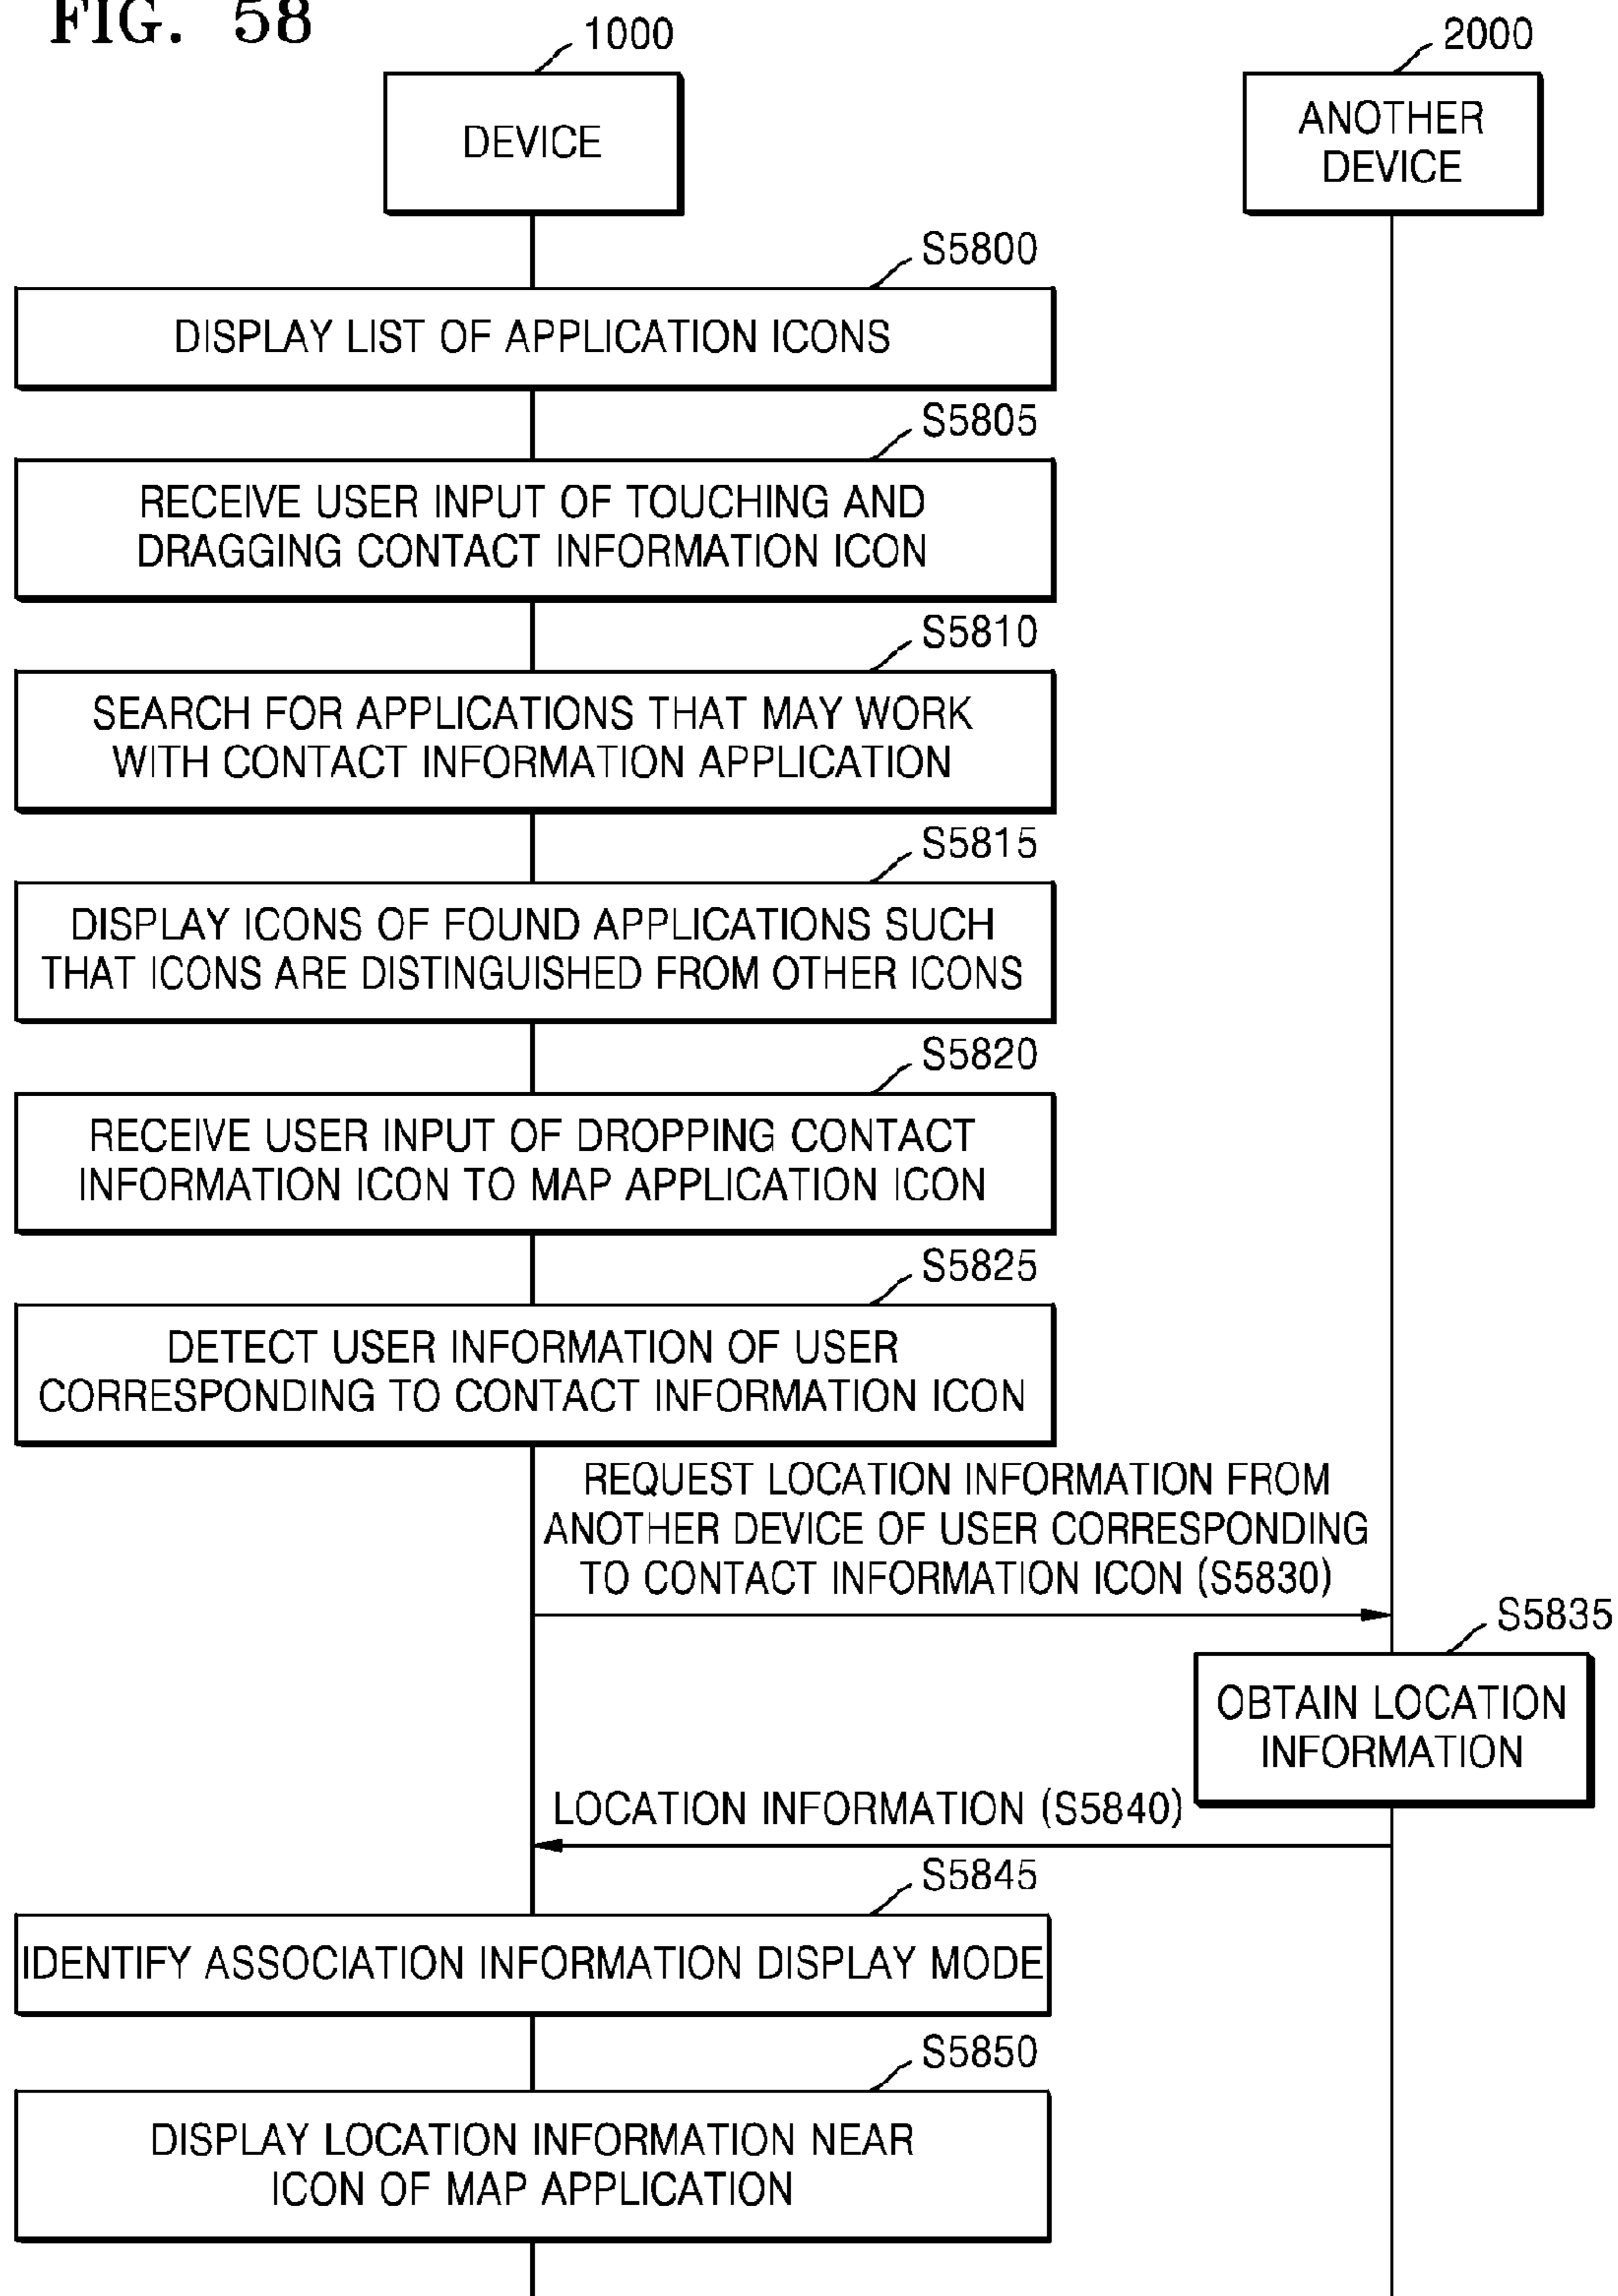 FIG. 58
1000
2000
DEVICE
ANOTHER
DEVICE
S5800
DISPLAY LIST OF APPLICATION ICONS
S5805
RECEIVE USER INPUT OF TOUCHING AND
DRAGGING CONTACT INFORMATION ICON
S5810
SEARCH FOR APPLICATIONS THAT MAY WORK
WITH CONTACT INFORMATION APPLICATION
S5815
DISPLAY ICONS OF FOUND APPLICATIONS SUCH
THAT ICONS ARE DISTINGUISHED FROM OTHER ICONS
S5820
RECEIVE USER INPUT OF DROPPING CONTACT
INFORMATION ICON TO MAP APPLICATION ICON
S5825
DETECT USER INFORMATION OF USER
CORRESPONDING TO CONTACT INFORMATION ICON
REQUEST LOCATION INFORMATION FROM
ANOTHER DEVICE OF USER CORRESPONDING
TO CONTACT INFORMATION ICON (S5830)
S5835
OBTAIN LOCATION
INFORMATION
LOCATION INFORMATION (S5840)
S5845
IDENTIFY ASSOCIATION INFORMATION DISPLAY MODE
S5850
DISPLAY LOCATION INFORMATION NEAR
ICON OF MAP APPLICATION